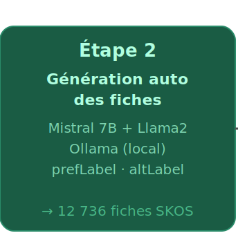 Étape 2
Génération auto
des fiches
Mistral 7B + Llama2
Ollama (local)
prefLabel · altLabel
→ 12 736 fiches SKOS